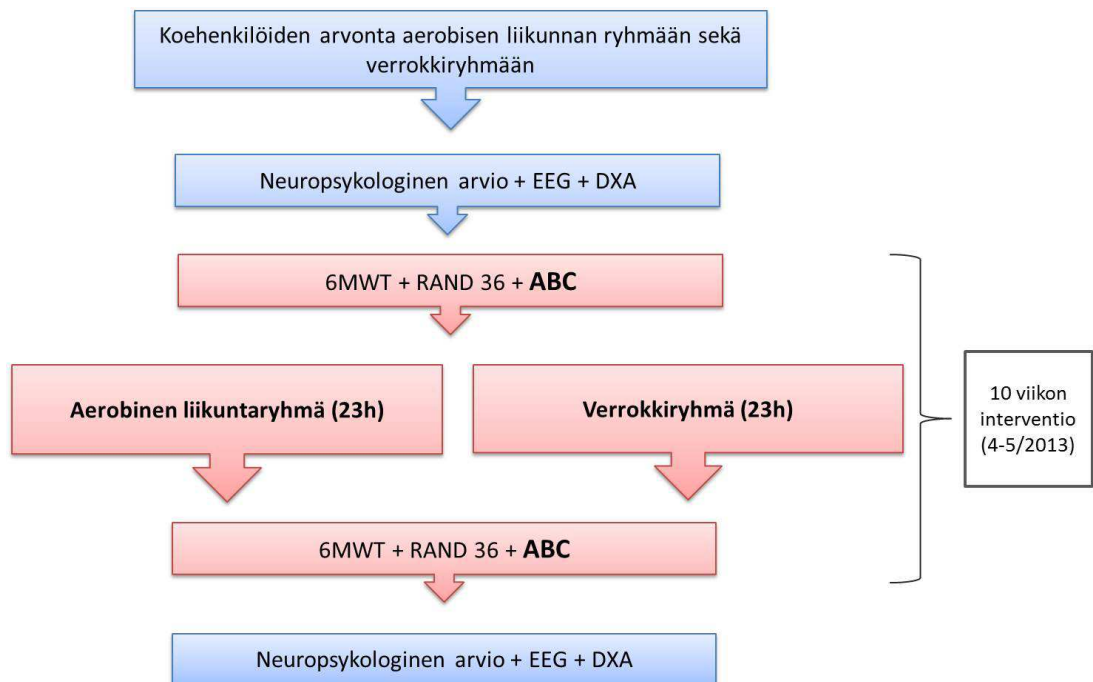 Koehenkilöiden arvonta aerobisen liikunnan ryhmään sekä
verrokkiryhmään
Neuropsykologinen arvio + EEG + DXA
6MWT + RAND 36 + ABC
Aerobinen liikuntaryhmä (23h)
Verrokkiryhmä (23h)
10 viikon
interventio
(4-5/2013)
6MWT + RAND 36 + ABC
Neuropsykologinen arvio + EEG + DXA